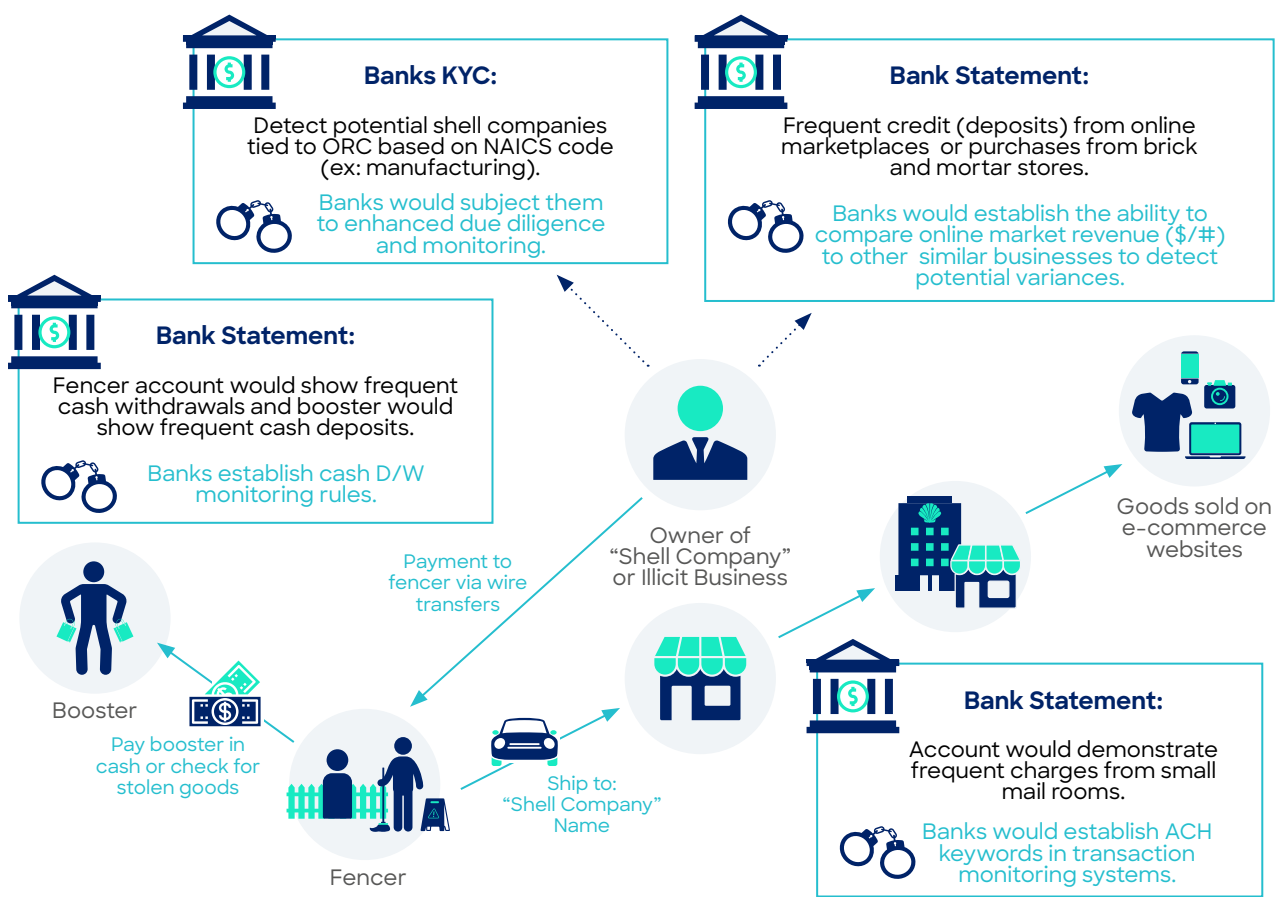 Banks KYC:
Detect potential shell companies
tied to ORC based on NAICS code
(ex: manufacturing).
Banks would subject them
to enhanced due diligence
and monitoring.
Bank Statement:
Frequent credit (deposits) from online
marketplaces or purchases from brick
and mortar stores.
Banks would establish the ability to
compare online market revenue ($/#)
to other similar businesses to detect
potential variances.
Bank Statement:
Fencer account would show frequent
cash withdrawals and booster would
show frequent cash deposits.
Banks establish cash D/W
monitoring rules.
Owner of
“Shell Company”
or Illicit Business
Goods sold on
e-commerce
websites
Payment to
fencer via wire
transfers
Booster
Pay booster in
cash or check for
stolen goods
Fencer
Ship to:
“Shell Company”
Name
Bank Statement:
Account would demonstrate
frequent charges from small
mail rooms.
Banks would establish ACH
keywords in transaction
monitoring systems.